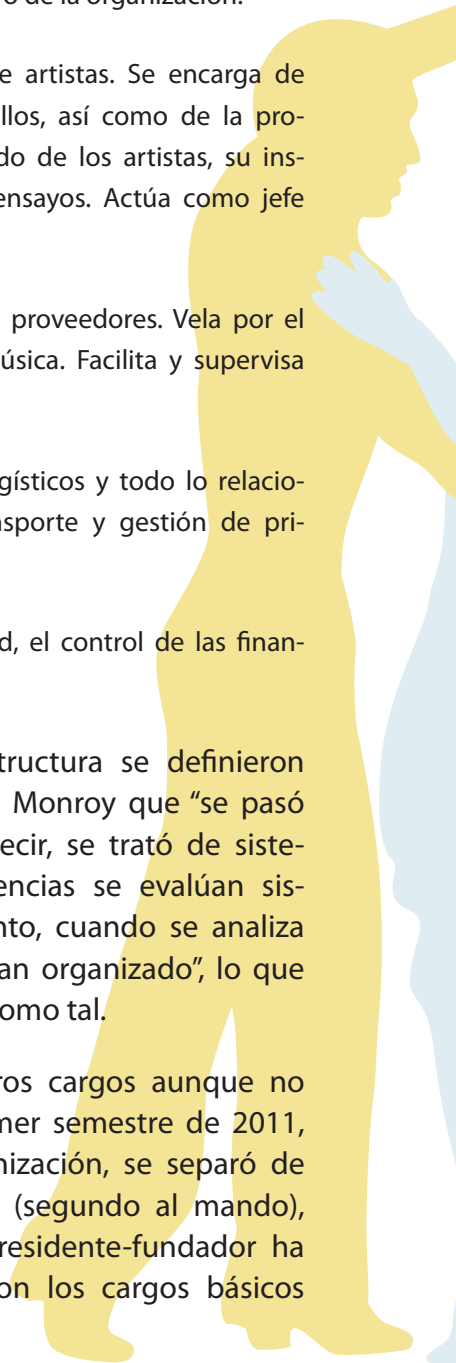 o de la organización.
e artistas. Se encarga de
llos, así como de la pro-
do de los artistas, su ins-
ensayos. Actúa como jefe
proveedores. Vela por el
úsica. Facilita y supervisa
gísticos y todo lo relacio-
nsporte y gestión de pri-
d, el control de las finan-
tructura se definieron
Monroy que “se pasó
ecir, se trató de siste-
encias se evalúan sis-
nto, cuando se analiza
an organizado”, lo que
omo tal.
ros cargos aunque no
mer semestre de 2011,
nización, se separó de
(segundo al mando),
residente-fundador ha
on los cargos básicos